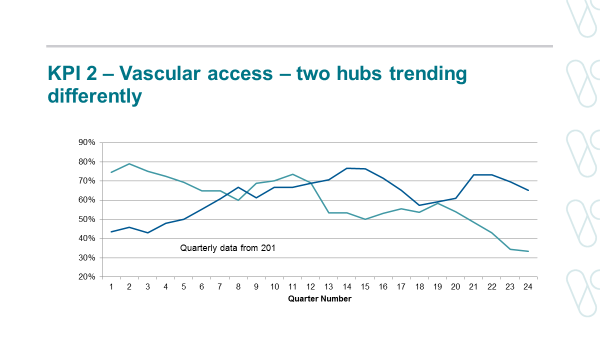 KPI 2 – Vascular access – two hubs trending
differently
90%
80%
70%
60%
50%
40%
30%
20%
Quarterly data from 201
1 2 3 4 5 6 7 8 9 10 11 12 13 14 15 16 17 18 19 20 21 22 23 24
Quarter Number